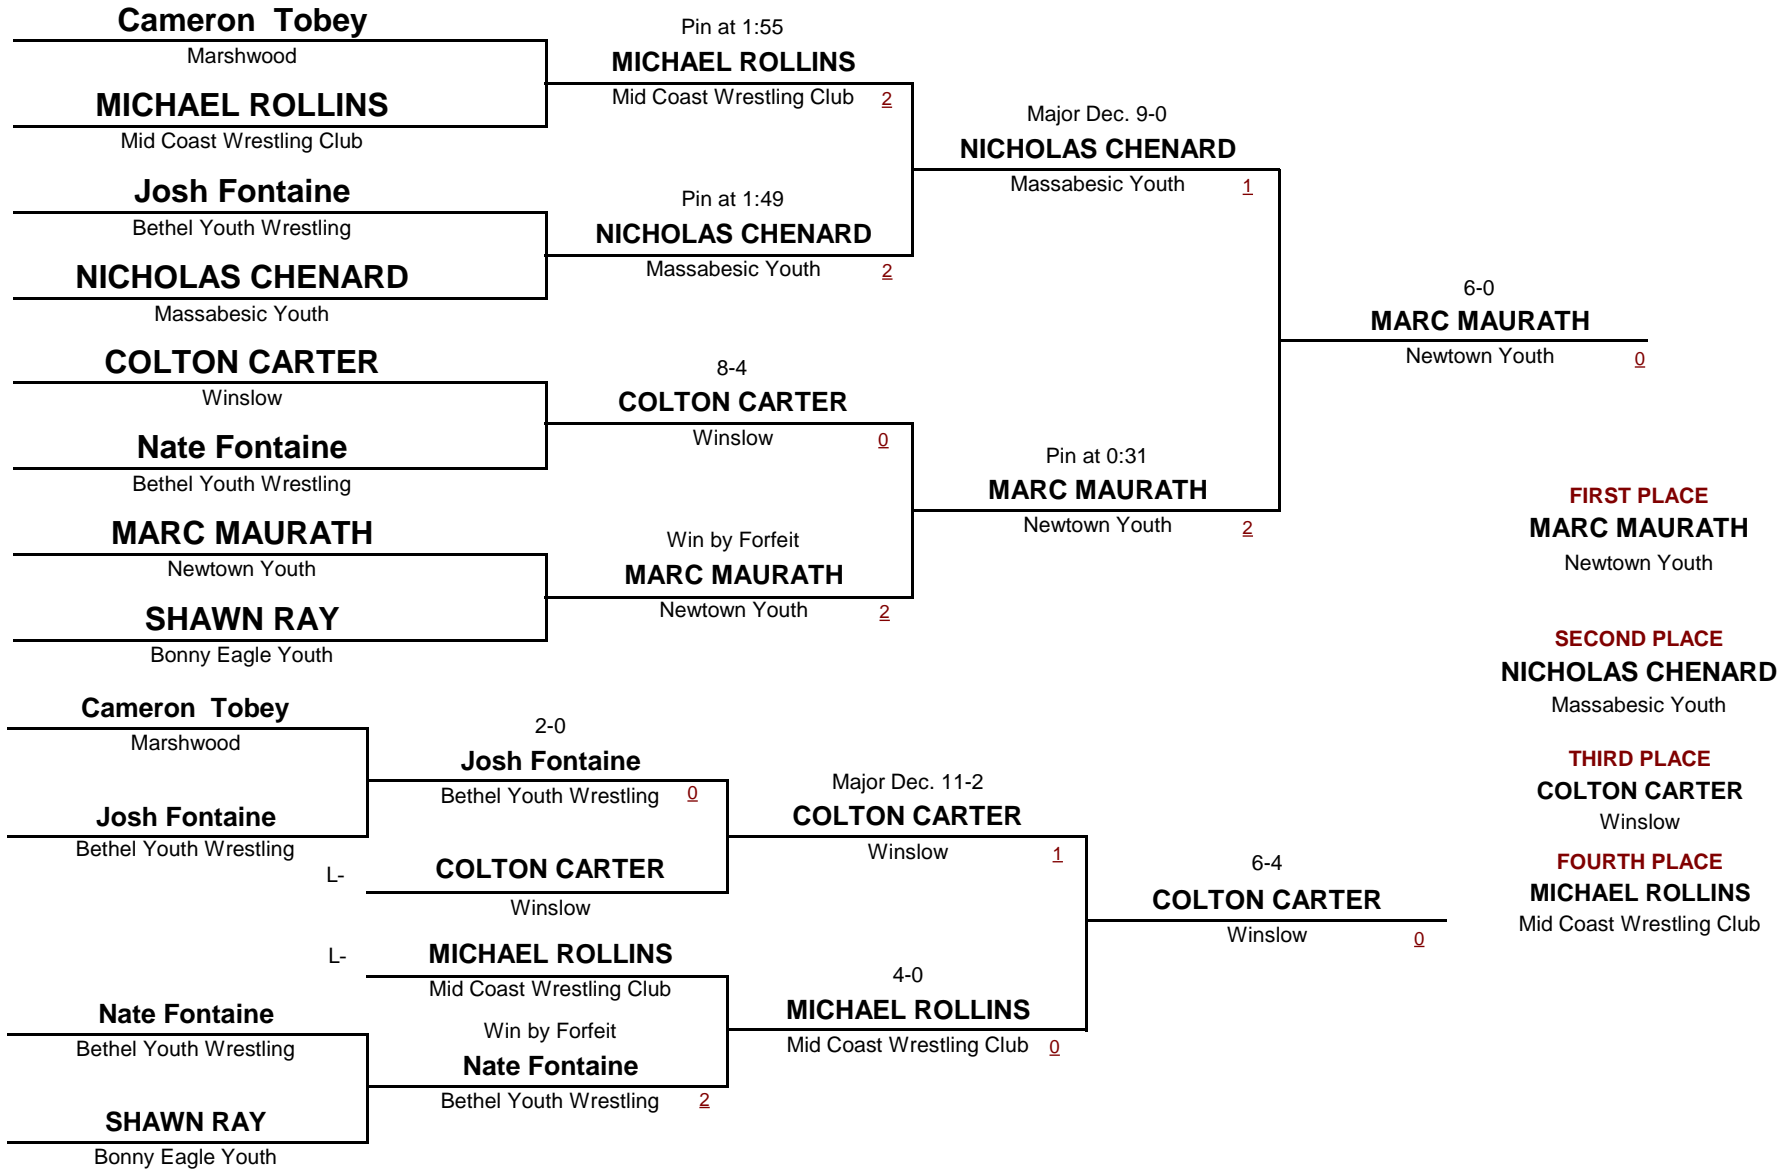 Cameron  Tobey
Marshwood
MICHAEL ROLLINS
Mid Coast Wrestling Club
Josh Fontaine
Bethel Youth Wrestling
NICHOLAS CHENARD
Massabesic Youth
COLTON CARTER
Winslow
Nate Fontaine
Bethel Youth Wrestling
MARC MAURATH
Newtown Youth
SHAWN RAY
Bonny Eagle Youth
Pin at 1:55
MICHAEL ROLLINS
Mid Coast Wrestling Club 2
Pin at 1:49
NICHOLAS CHENARD
Massabesic Youth 2
8-4
COLTON CARTER
Winslow 0
Win by Forfeit
MARC MAURATH
Newtown Youth 2
Major Dec. 9-0
NICHOLAS CHENARD
Massabesic Youth 1
Pin at 0:31
MARC MAURATH
Newtown Youth 2
6-0
MARC MAURATH
Newtown Youth 0
Cameron  Tobey
Marshwood
Josh Fontaine
Bethel Youth Wrestling
Nate Fontaine
Bethel Youth Wrestling
SHAWN RAY
Bonny Eagle Youth
2-0
Josh Fontaine
Bethel Youth Wrestling 0
L- COLTON CARTER
Winslow
L- MICHAEL ROLLINS
Mid Coast Wrestling Club
Win by Forfeit
Nate Fontaine
Bethel Youth Wrestling 2
Major Dec. 11-2
COLTON CARTER
Winslow 1
4-0
MICHAEL ROLLINS
Mid Coast Wrestling Club 0
6-4
COLTON CARTER
Winslow 0
FIRST PLACE
MARC MAURATH
Newtown Youth
SECOND PLACE
NICHOLAS CHENARD
Massabesic Youth
THIRD PLACE
COLTON CARTER
Winslow
FOURTH PLACE
MICHAEL ROLLINS
Mid Coast Wrestling Club